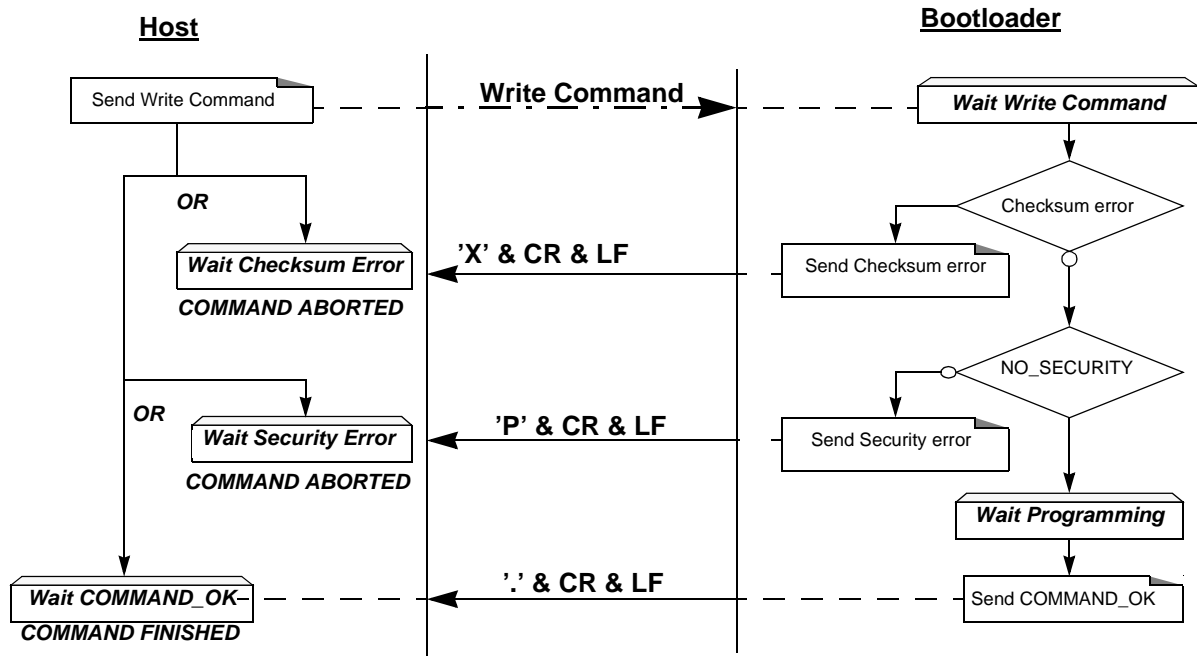 Host
Bootloader
Send Write Command
Write Command
Wait Write Command
OR
Checksum error
Wait Checksum Error
’X’ & CR & LF
Send Checksum error
COMMAND ABORTED
NO_SECURITY
OR
Wait Security Error
’P’ & CR & LF
Send Security error
COMMAND ABORTED
Wait Programming
Wait COMMAND_OK
’.’ & CR & LF
Send COMMAND_OK
COMMAND FINISHED